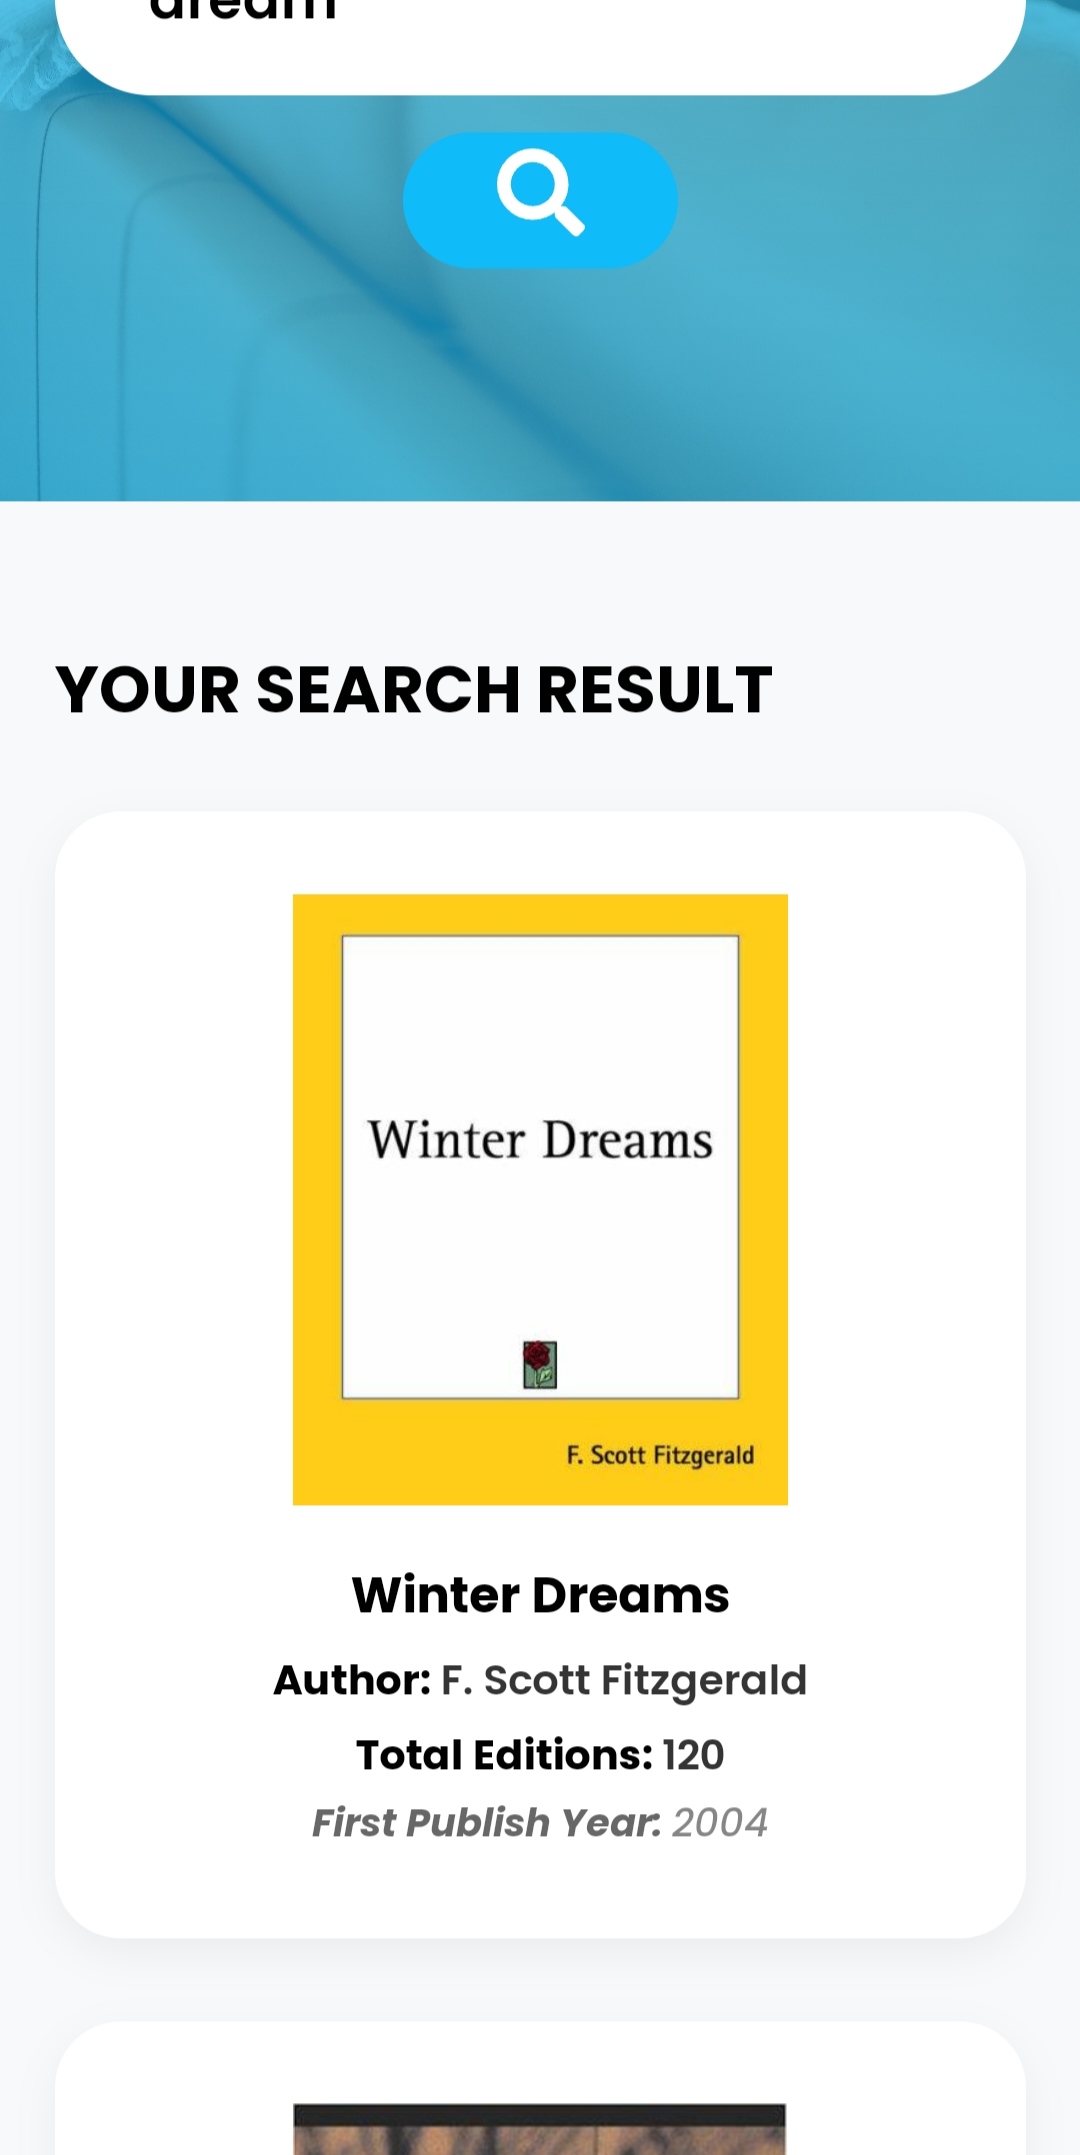 dream
YOUR SEARCH RESULT
Winter Dreams
F. Scott Fitzgerald
Winter Dreams
Author: F. Scott Fitzgerald
Total Editions: 120
First Publish Year: 2004